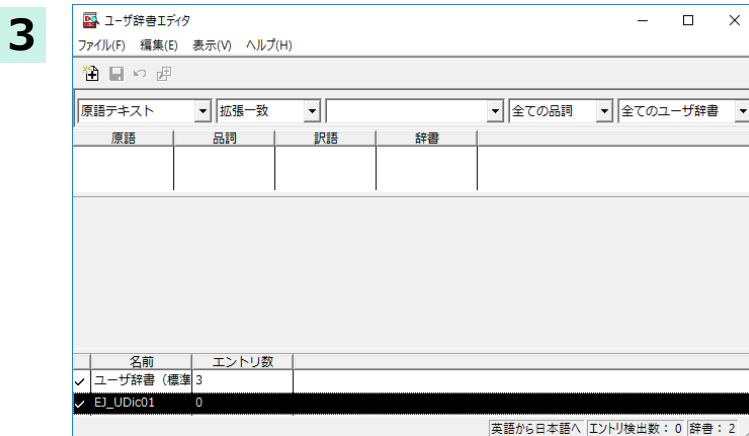 3
ユーザ辞書エディタ
ファイル(F) 編集(E) 表示(V) ヘルプ(H)
原語テキスト 拡張一致 全ての品詞 全てのユーザ辞書
原語 品詞 訳語 辞書
名前 エントリ数
ユーザ辞書（標準 3
EJ_UDic01 0
英語から日本語へ エントリ検出数：0 辞書：2